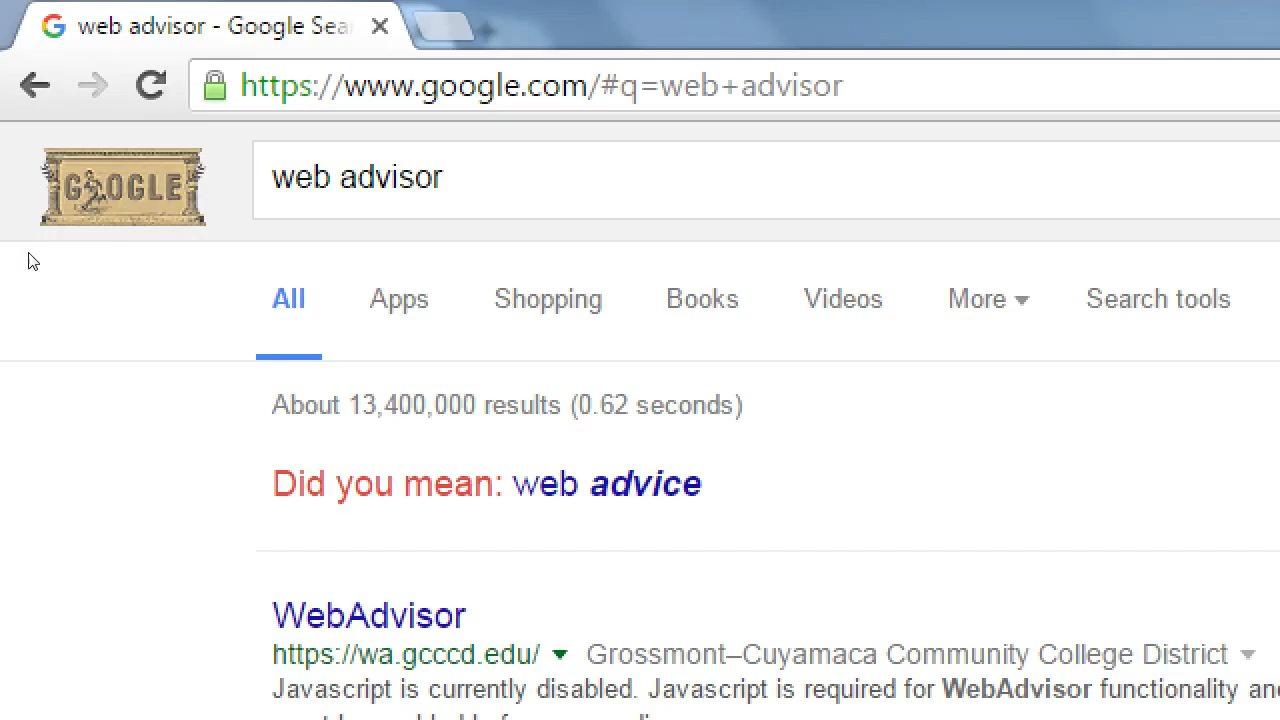 web advisor - Google Sea
https://www.google.com/#q=web+advisor
GOOGLE
web advisor
All Apps Shopping Books Videos More Search tools
About 13,400,000 results (0.62 seconds)
Did you mean: web advice
WebAdvisor
https://wa.gcccd.edu/ Grossmont–Cuyamaca Community College District
Javascript is currently disabled. Javascript is required for WebAdvisor functionality an